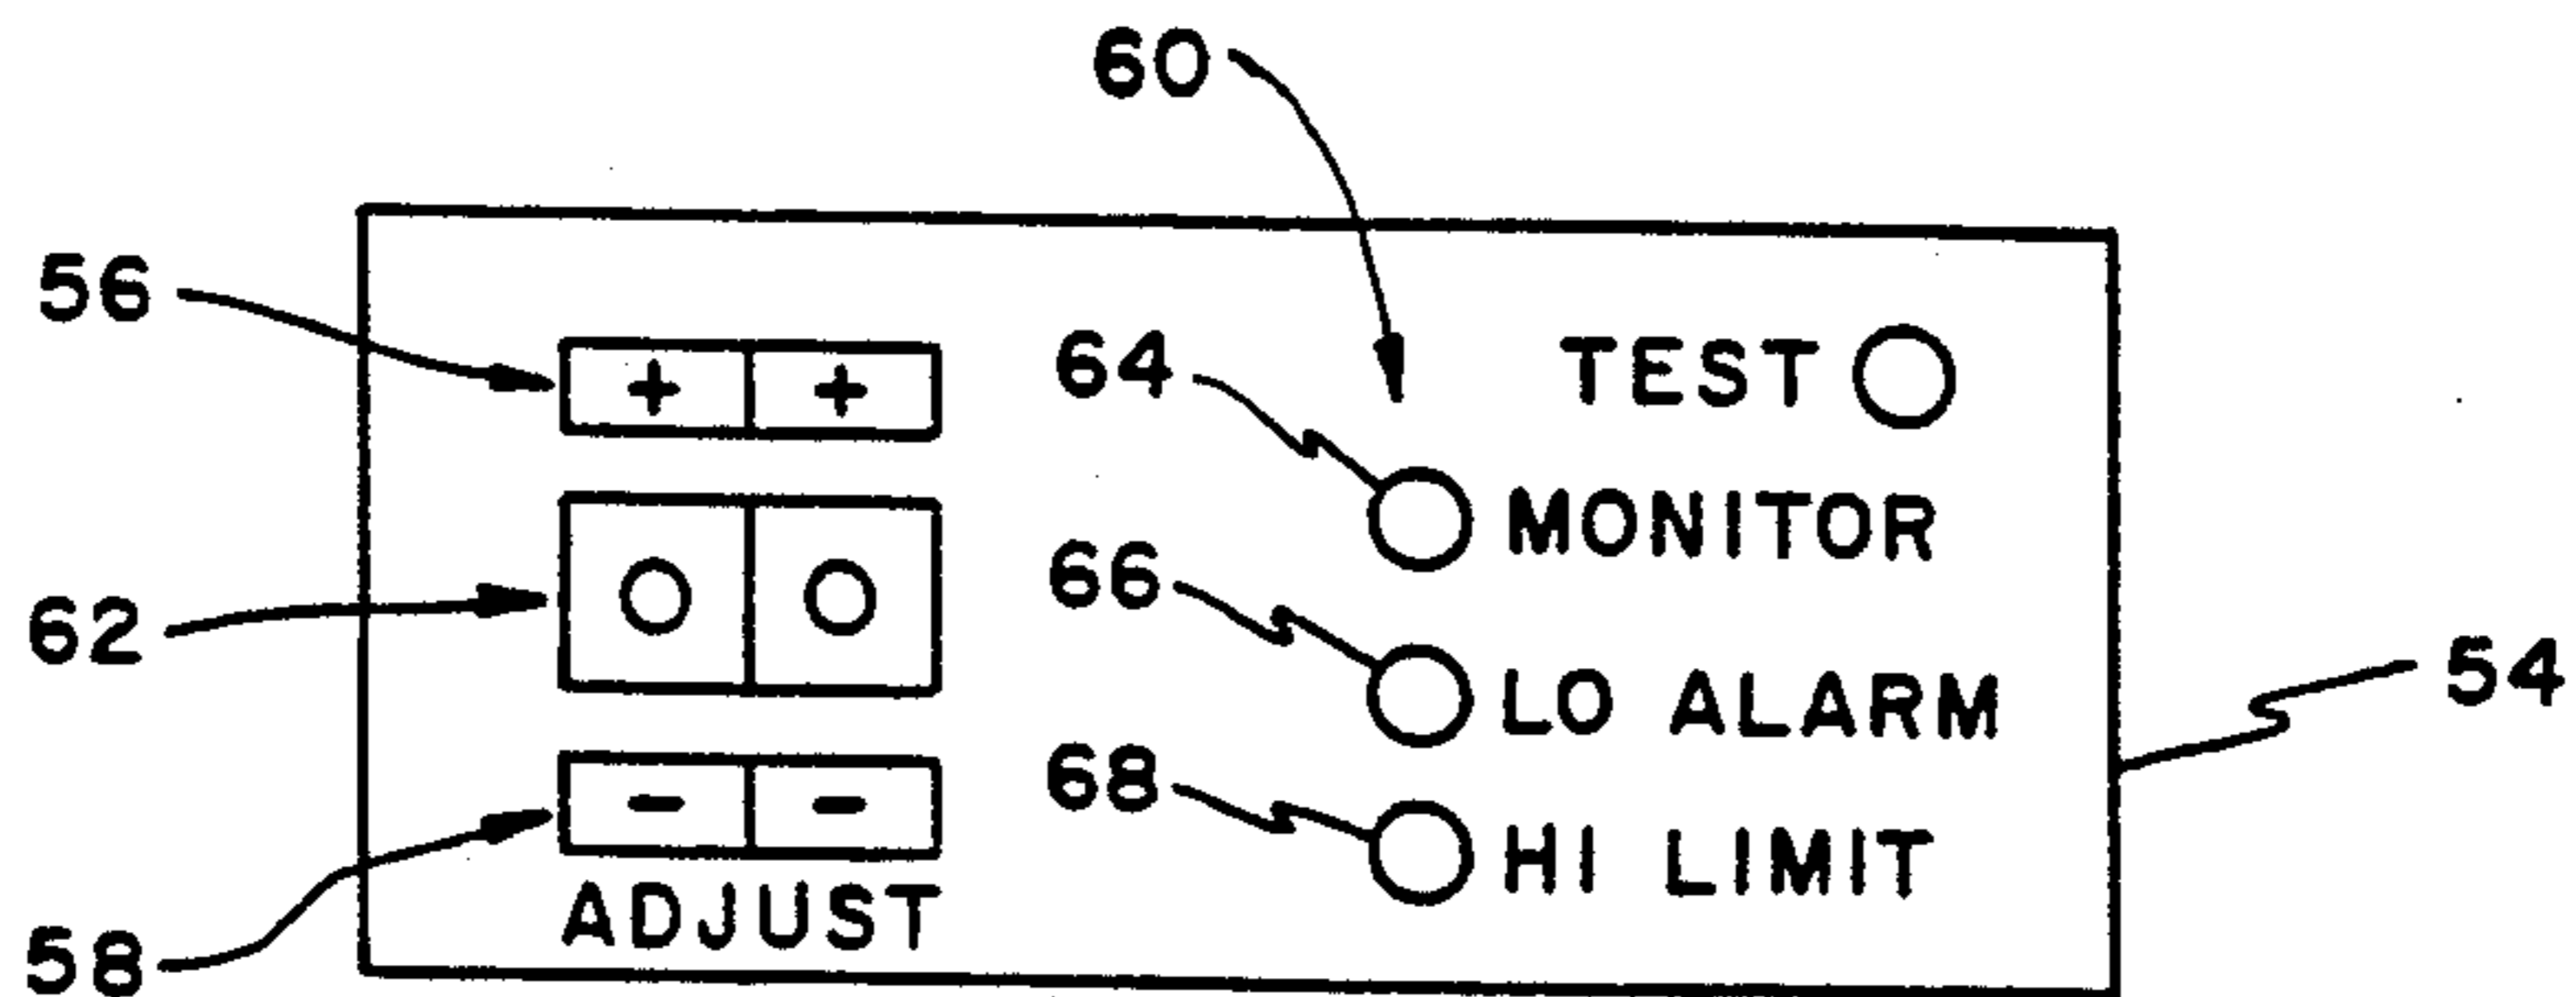 60
56
+ +
64
TEST
MONITOR
62
O O
66
LO ALARM
54
68
- -
HI LIMIT
ADJUST
58